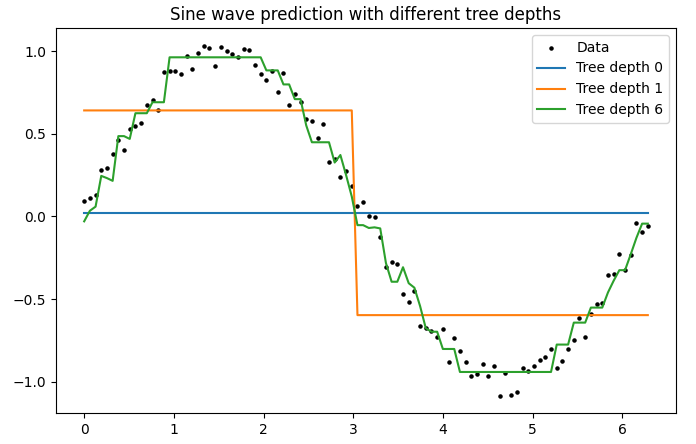 Sine wave prediction with different tree depths
Data
Tree depth 0
Tree depth 1
Tree depth 6
1.0
0.5
0.0
−0.5
−1.0
0 1 2 3 4 5 6